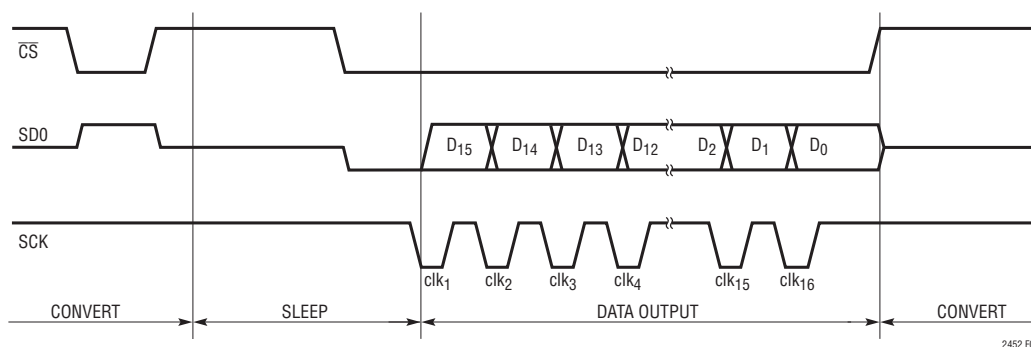 CS
SD0
D15 D14 D13 D12 D2 D1 D0
SCK
clk1 clk2 clk3 clk4 clk15 clk16
CONVERT SLEEP DATA OUTPUT CONVERT
2452